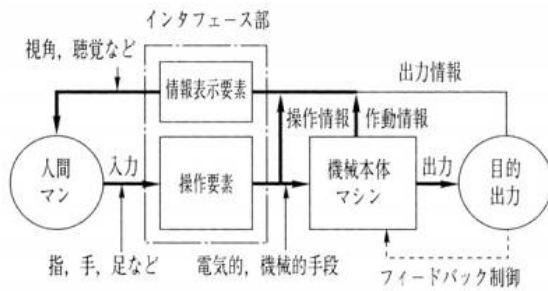 インタフェース部
視角，聴覚など
情報表示要素
出力情報
操作情報
作動情報
人間
マン
入力
操作要素
機械本体
マシン
出力
目的
出力
指，手，足など
電気的，機械的手段
フィードバック制御